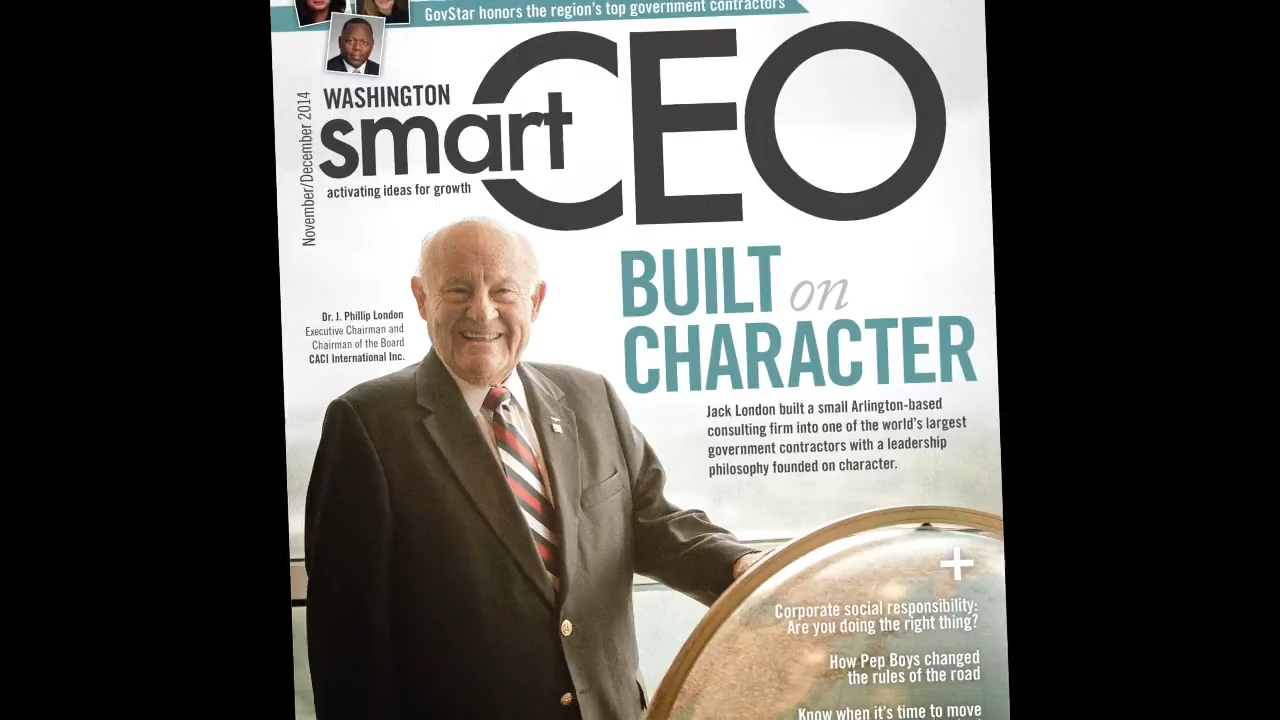 GovStar honors the region's top government contractors
WASHINGTON
smartCEO
activating ideas for growth
November/December 2014
BUILT on
CHARACTER
Jack London built a small Arlington-based
consulting firm into one of the world's largest
government contractors with a leadership
philosophy founded on character.
Dr. J. Phillip London
Executive Chairman and
Chairman of the Board
CACI International Inc.
+
Corporate social responsibility:
Are you doing the right thing?
How Pep Boys changed
the rules of the road
Know when it's time to move